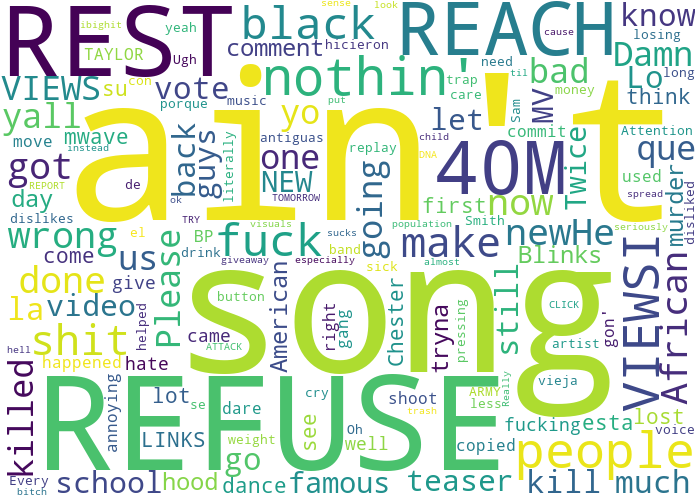 REST
REACH
know
losing
black
comment
hicieron
ibighit
yeah
sense
look
TAYLOR
Ugh
cause
VIEWS
su
con
vote
nothin'
need
trap
til
bad
Damn
Lo
long
think
ain't
porque
music
put
care
Sam
money
MV
yall
mwave
yo
antiguas
replay
child
DNA
let
commit
Attention
que
move
instead
back
guys
literally
one
going
40M
Twice
used
spread
murder
disliked
got
REPORT
de
ok
NEW
TOMORROW
first
now
Smith
seriously
day
dislikes
el
TRY
visuals
population
wrong
us
BP
fuck
band
sucks
make
newHe
drink
giveaway
especially
almost
Blinks
come
give
Please
done
la
video
button
sick
song
still
CLICK
VIEWSI
African
American
right
gang
Chester
tryna
pressing
artist
gon'
shit
helped
came
ATTACK
hell
happened
hate
killed
annoying
REFUSE
lot
se
dare
cry
shoot
trash
ARMY
less
Really
vieja
see
Oh
well
copied
fucking
esta
lost
voice
LINKS
weight
go
people
Every
bitch
school
hood
dance
famous
teaser
kill
much